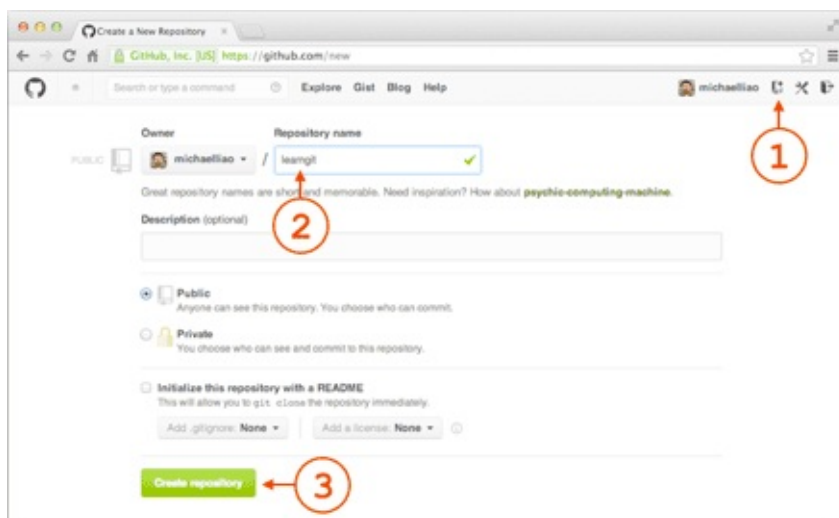 Create a New Repository
GitHub, Inc. [US] https://github.com/new
Search or type a command Explore Gist Blog Help michaelliao
1
Owner Repository name
PUBLIC michaelliao / learngit
2
Great repository names are short and memorable. Need inspiration? How about psychic-computing-machine.
Description (optional)
Public
Anyone can see this repository. You choose who can commit.
Private
You choose who can see and commit to this repository.
Initialize this repository with a README
This will allow you to git clone the repository immediately.
Add .gitignore: None Add a license: None
Create repository 3